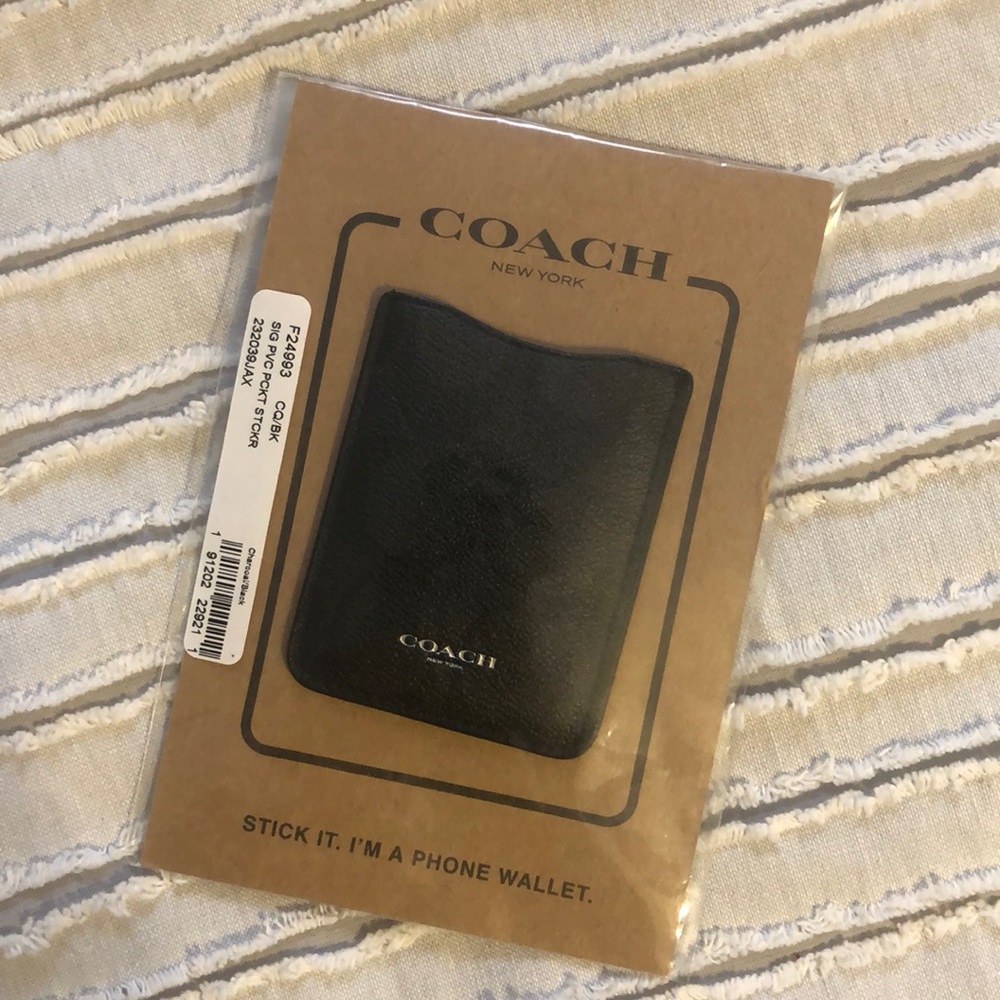 COACH
NEW YORK
F24993 CQ/BK
SIG PVC PCKT STCKR
232039JAX
Charcoal/Black
1 91202 22921 1
COACH
NEW YORK
STICK IT. I'M A PHONE WALLET.